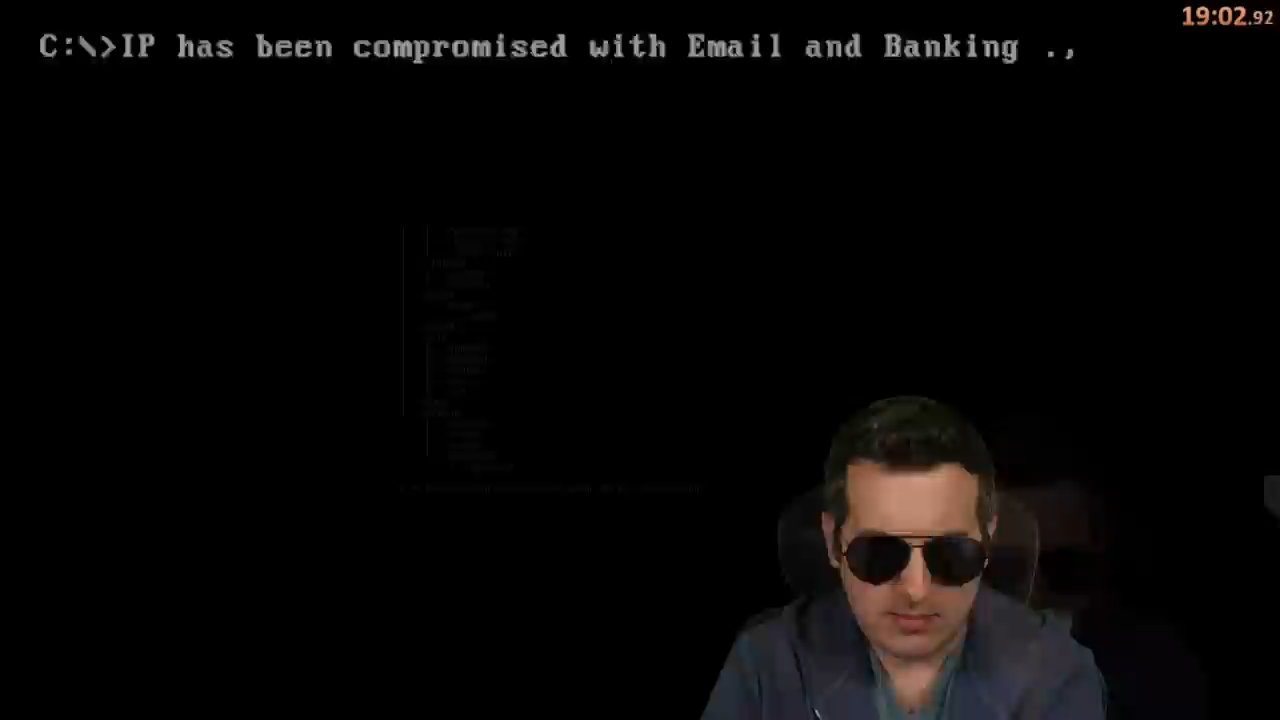 19:02.92
C:\>IP has been compromised with Email and Banking .,